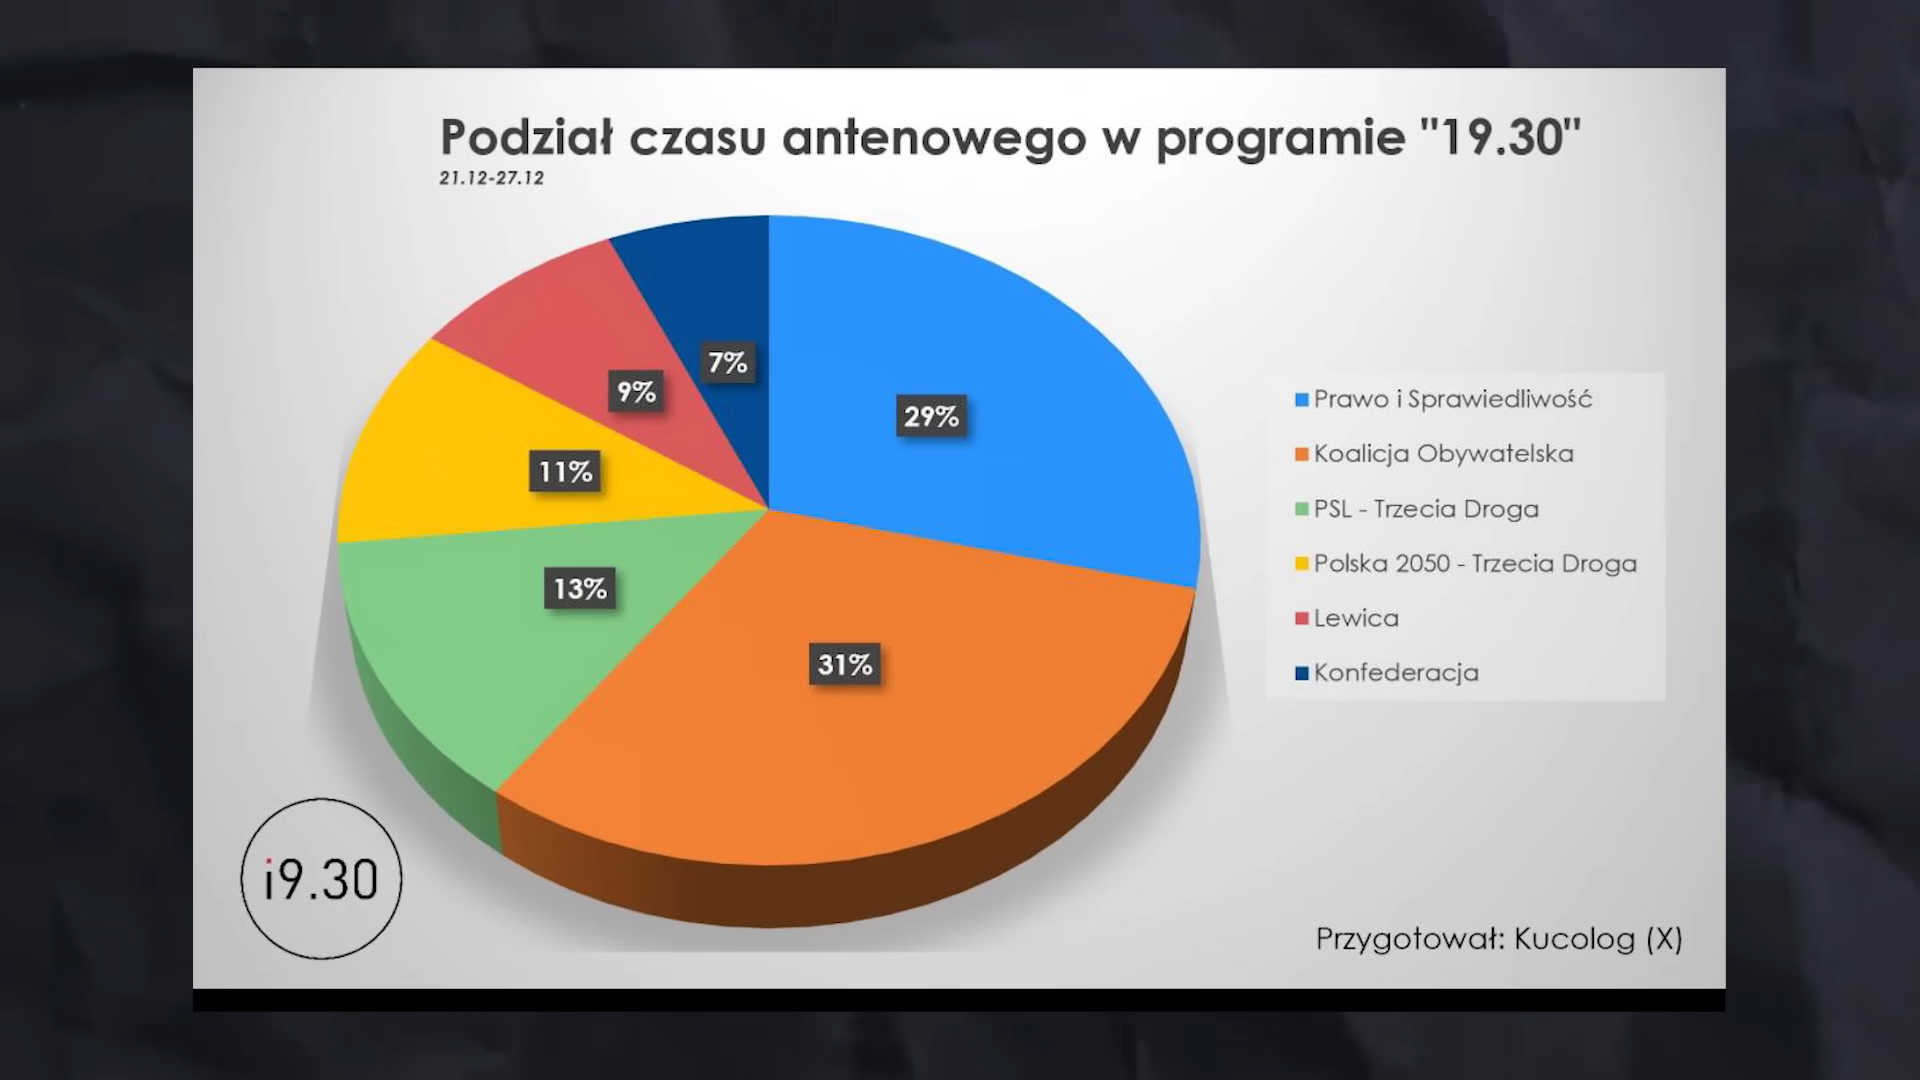 Podział czasu antenowego w programie "19.30"
21.12-27.12
7%
29%
9%
11%
13%
31%
Prawo i Sprawiedliwość
Koalicja Obywatelska
PSL - Trzecia Droga
Polska 2050 - Trzecia Droga
Lewica
Konfederacja
i9.30
Przygotował: Kucolog (X)